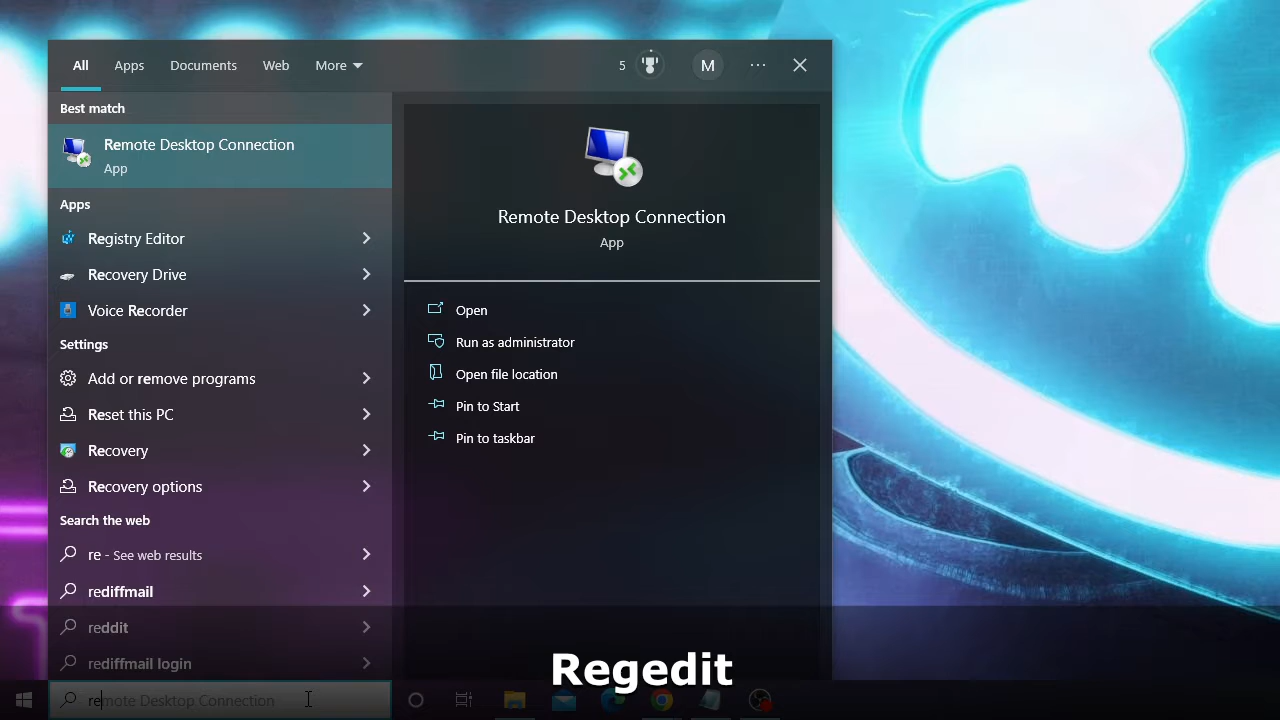 All Apps Documents Web More 5 M
Best match
Remote Desktop Connection
App
Apps
Registry Editor
Recovery Drive
Voice Recorder
Settings
Add or remove programs
Reset this PC
Recovery
Recovery options
Search the web
re - See web results
rediffmail
reddit
rediffmail login
remote Desktop Connection
Remote Desktop Connection
App
Open
Run as administrator
Open file location
Pin to Start
Pin to taskbar
Regedit